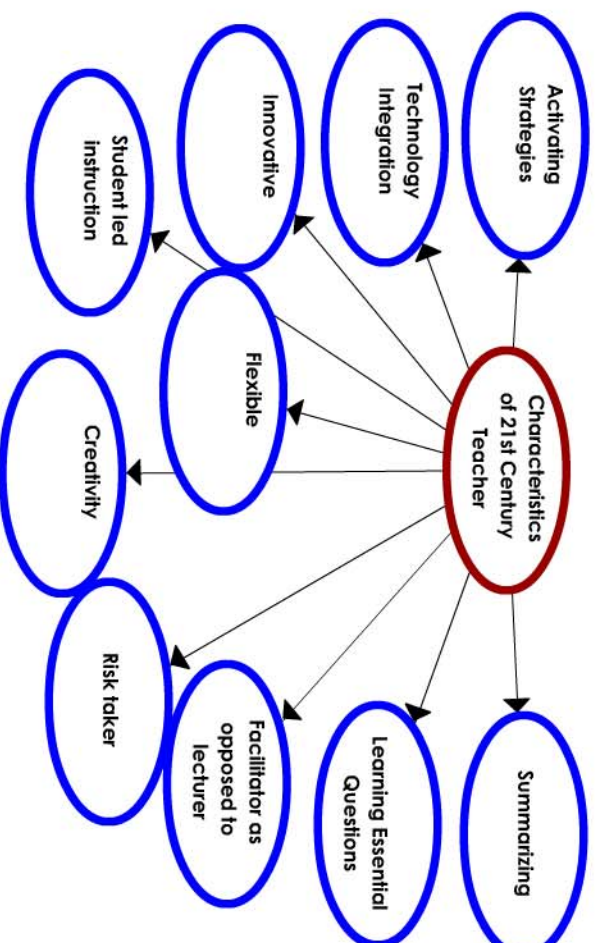 Characteristics
of 21st Century
Teacher
Activating
Strategies
Technology
Integration
Innovative
Student led
instruction
Flexible
Creativity
Risk taker
Facilitator as
opposed to
lecturer
Learning Essential
Questions
Summarizing